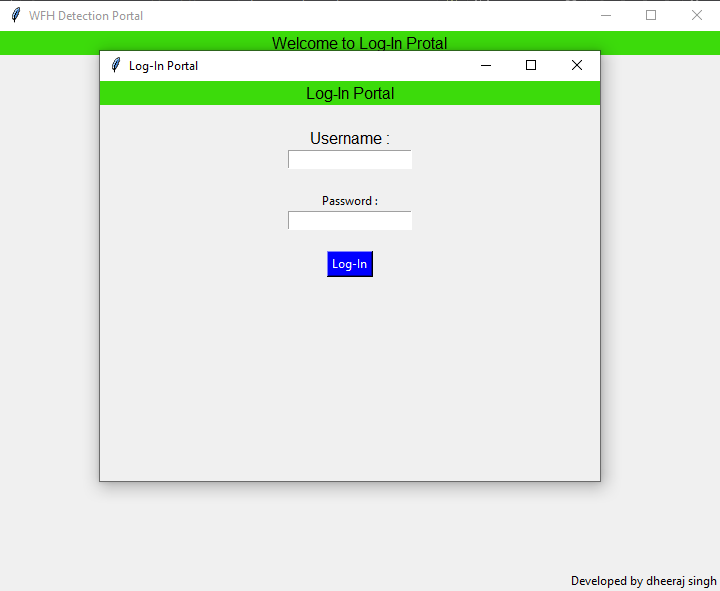 WFH Detection Portal
Welcome to Log-In Protal
Log-In Portal
Log-In Portal
Username :
Password :
Log-In
Developed by dheeraj singh